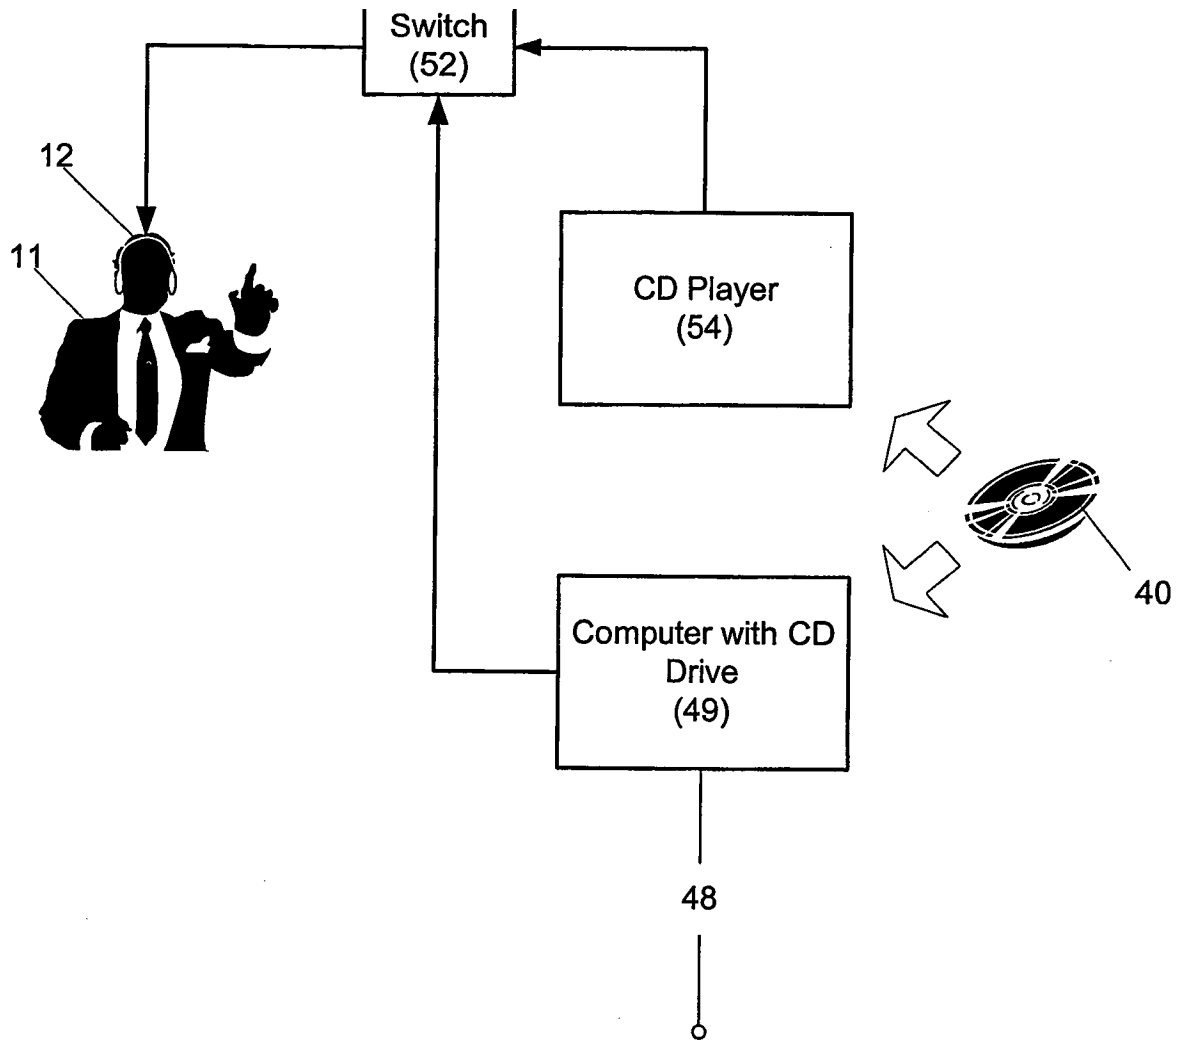 Switch
(52)
12
11
CD Player
(54)
40
Computer with CD
Drive
(49)
48